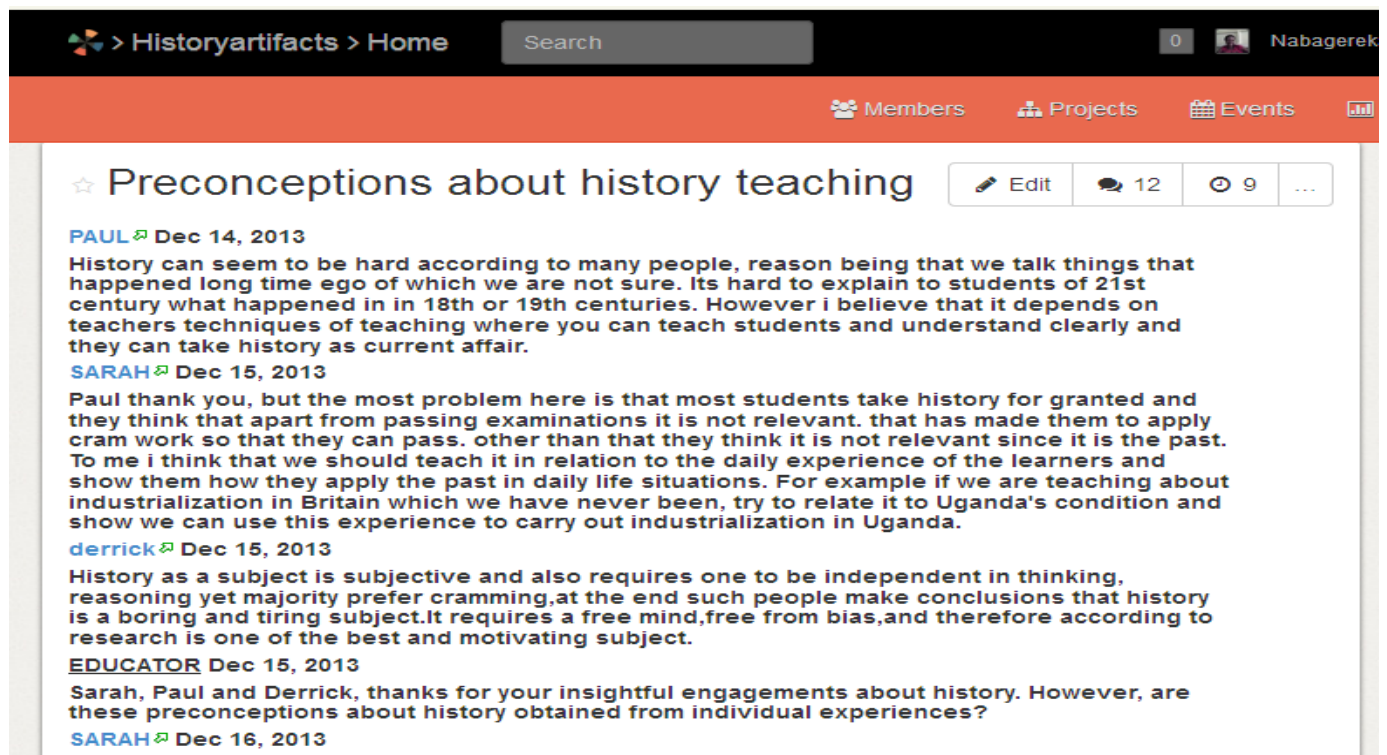 > Historyartifacts > Home Search 0 Nabagerek
Members Projects Events
Preconceptions about history teaching Edit 12 9 ...
PAUL Dec 14, 2013
History can seem to be hard according to many people, reason being that we talk things that
happened long time ego of which we are not sure. Its hard to explain to students of 21st
century what happened in in 18th or 19th centuries. However i believe that it depends on
teachers techniques of teaching where you can teach students and understand clearly and
they can take history as current affair.
SARAH Dec 15, 2013
Paul thank you, but the most problem here is that most students take history for granted and
they think that apart from passing examinations it is not relevant. that has made them to apply
cram work so that they can pass. other than that they think it is not relevant since it is the past.
To me i think that we should teach it in relation to the daily experience of the learners and
show them how they apply the past in daily life situations. For example if we are teaching about
industrialization in Britain which we have never been, try to relate it to Uganda's condition and
show we can use this experience to carry out industrialization in Uganda.
derrick Dec 15, 2013
History as a subject is subjective and also requires one to be independent in thinking,
reasoning yet majority prefer cramming,at the end such people make conclusions that history
is a boring and tiring subject.It requires a free mind,free from bias,and therefore according to
research is one of the best and motivating subject.
EDUCATOR Dec 15, 2013
Sarah, Paul and Derrick, thanks for your insightful engagements about history. However, are
these preconceptions about history obtained from individual experiences?
SARAH Dec 16, 2013